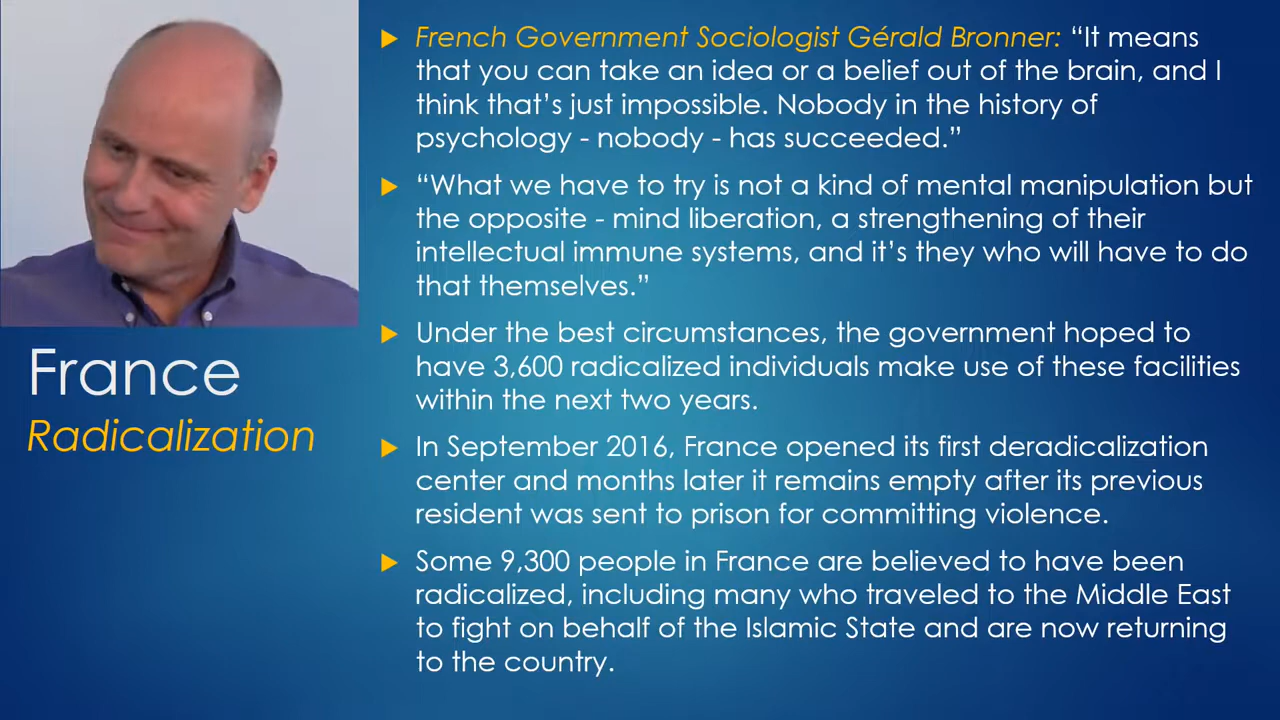 France
Radicalization
French Government Sociologist Gérald Bronner: “It means
that you can take an idea or a belief out of the brain, and I
think that’s just impossible. Nobody in the history of
psychology - nobody - has succeeded.”
“What we have to try is not a kind of mental manipulation but
the opposite - mind liberation, a strengthening of their
intellectual immune systems, and it’s they who will have to do
that themselves.”
Under the best circumstances, the government hoped to
have 3,600 radicalized individuals make use of these facilities
within the next two years.
In September 2016, France opened its first deradicalization
center and months later it remains empty after its previous
resident was sent to prison for committing violence.
Some 9,300 people in France are believed to have been
radicalized, including many who traveled to the Middle East
to fight on behalf of the Islamic State and are now returning
to the country.